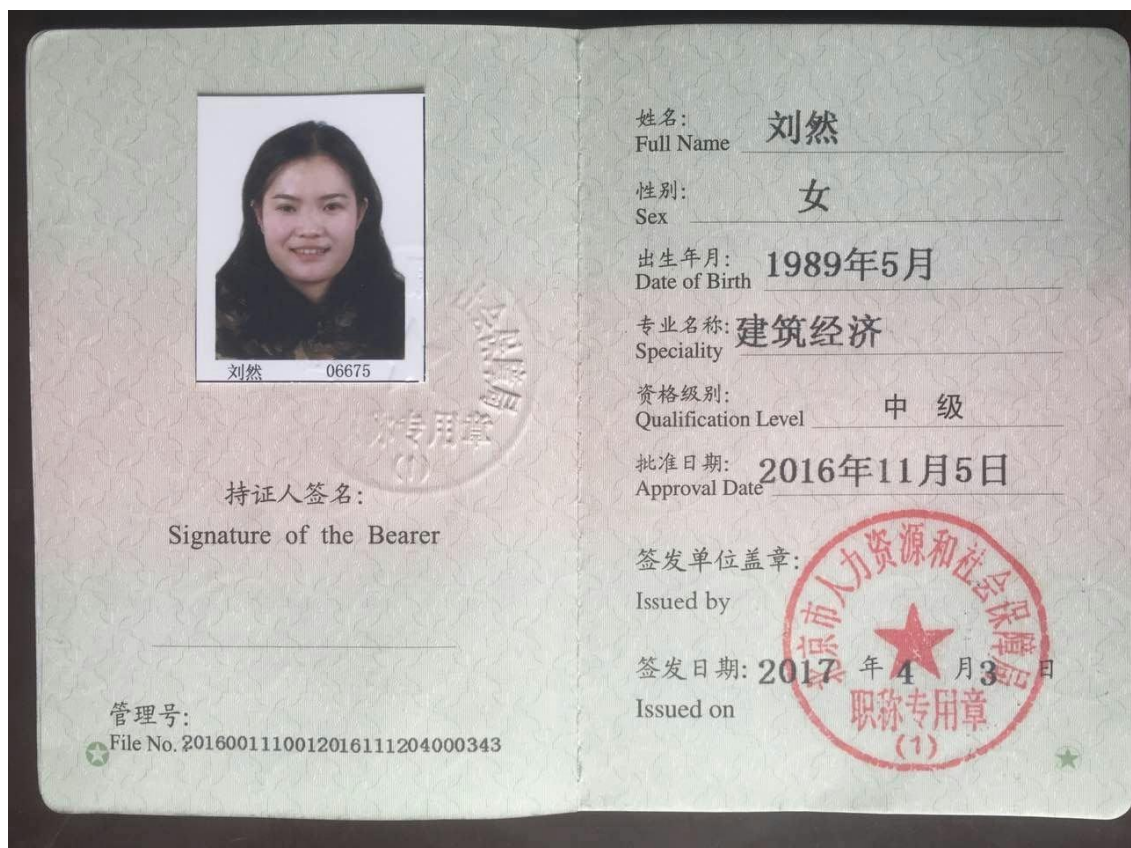 刘然 06675
持证人签名:
Signature of the Bearer
管理号:
File No. 2016001110012016111204000343
姓名: 刘然
Full Name
性别: 女
Sex
出生年月: 1989年5月
Date of Birth
专业名称: 建筑经济
Speciality
资格级别: 中 级
Qualification Level
批准日期: 2016年11月5日
Approval Date
签发单位盖章:
Issued by
签发日期: 2017 年 4 月 3 日
Issued on
北京市人力资源和社会保障局
职称专用章
(1)